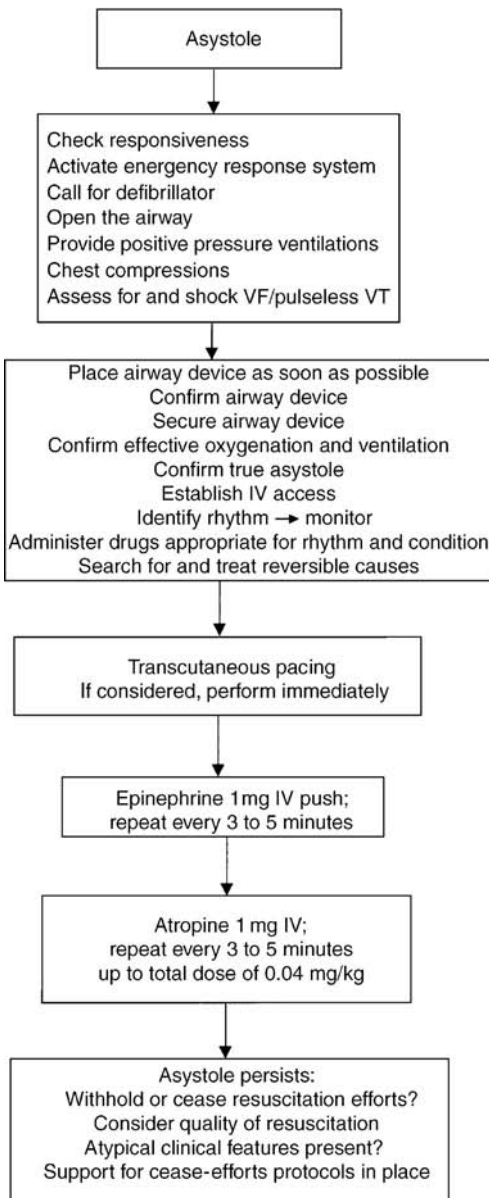 Asystole
Check responsiveness
Activate emergency response system
Call for defibrillator
Open the airway
Provide positive pressure ventilations
Chest compressions
Assess for and shock VF/pulseless VT
Place airway device as soon as possible
Confirm airway device
Secure airway device
Confirm effective oxygenation and ventilation
Confirm true asystole
Establish IV access
Identify rhythm → monitor
Administer drugs appropriate for rhythm and condition
Search for and treat reversible causes
Transcutaneous pacing
If considered, perform immediately
Epinephrine 1mg IV push;
repeat every 3 to 5 minutes
Atropine 1 mg IV;
repeat every 3 to 5 minutes
up to total dose of 0.04 mg/kg
Asystole persists:
Withhold or cease resuscitation efforts?
Consider quality of resuscitation
Atypical clinical features present?
Support for cease-efforts protocols in place